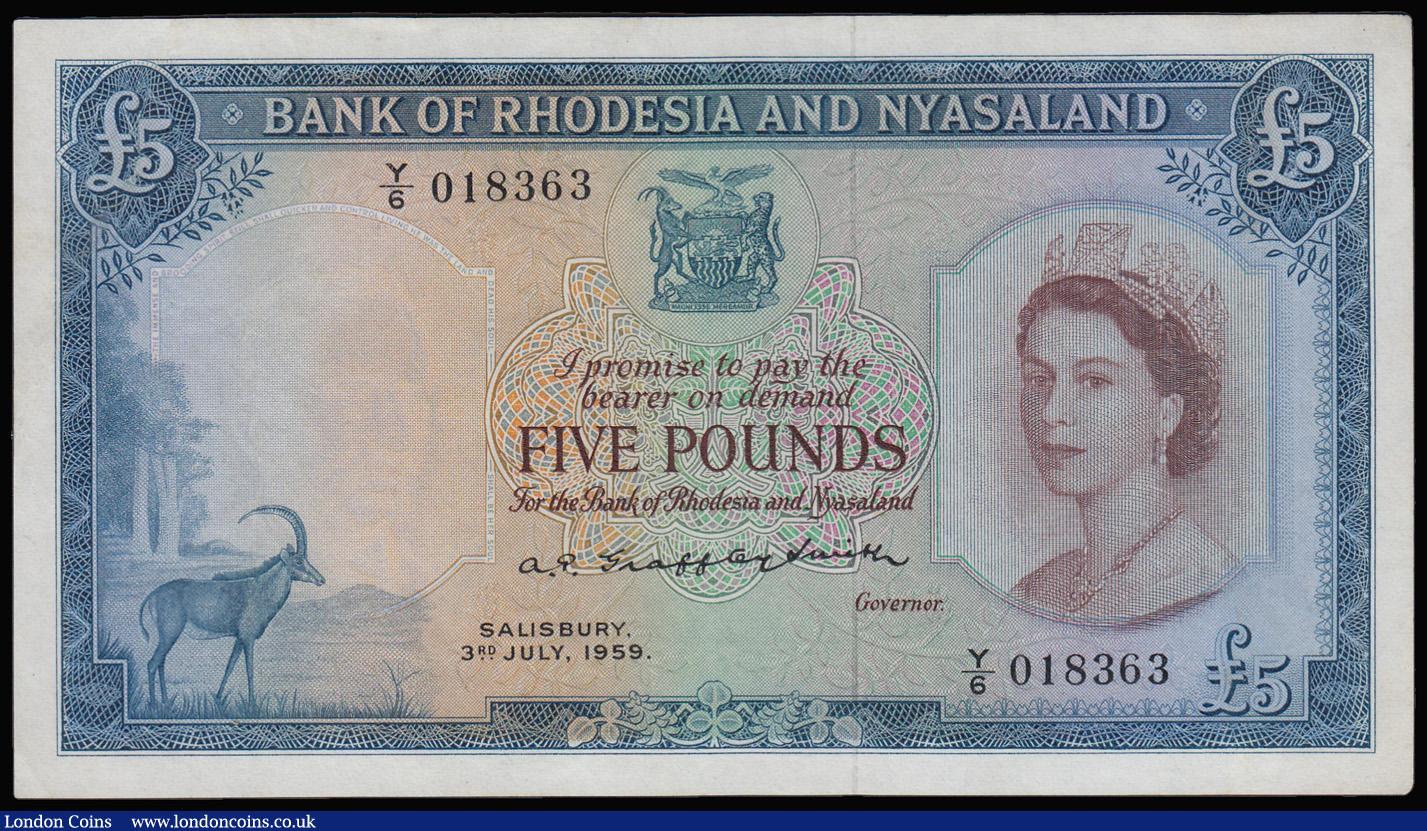 BANK OF RHODESIA AND NYASALAND
£5
£5
Y/6 018363
I promise to pay the
bearer on demand
FIVE POUNDS
For the Bank of Rhodesia and Nyasaland
A.P. Grafftey Smith
Governor.
SALISBURY,
3RD JULY, 1959.
Y/6 018363
£5
London Coins www.londoncoins.co.uk